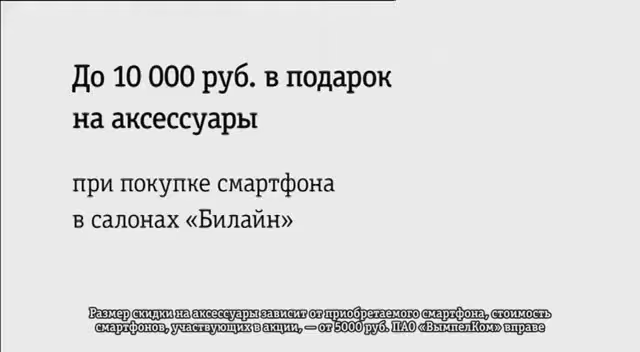 До 10 000 руб. в подарок
на аксессуары
при покупке смартфона
в салонах «Билайн»
Размер скидки на аксессуары зависит от приобретаемого смартфона, стоимость
смартфонов, участвующих в акции, — от 5000 руб. ПАО «ВымпелКом» вправе